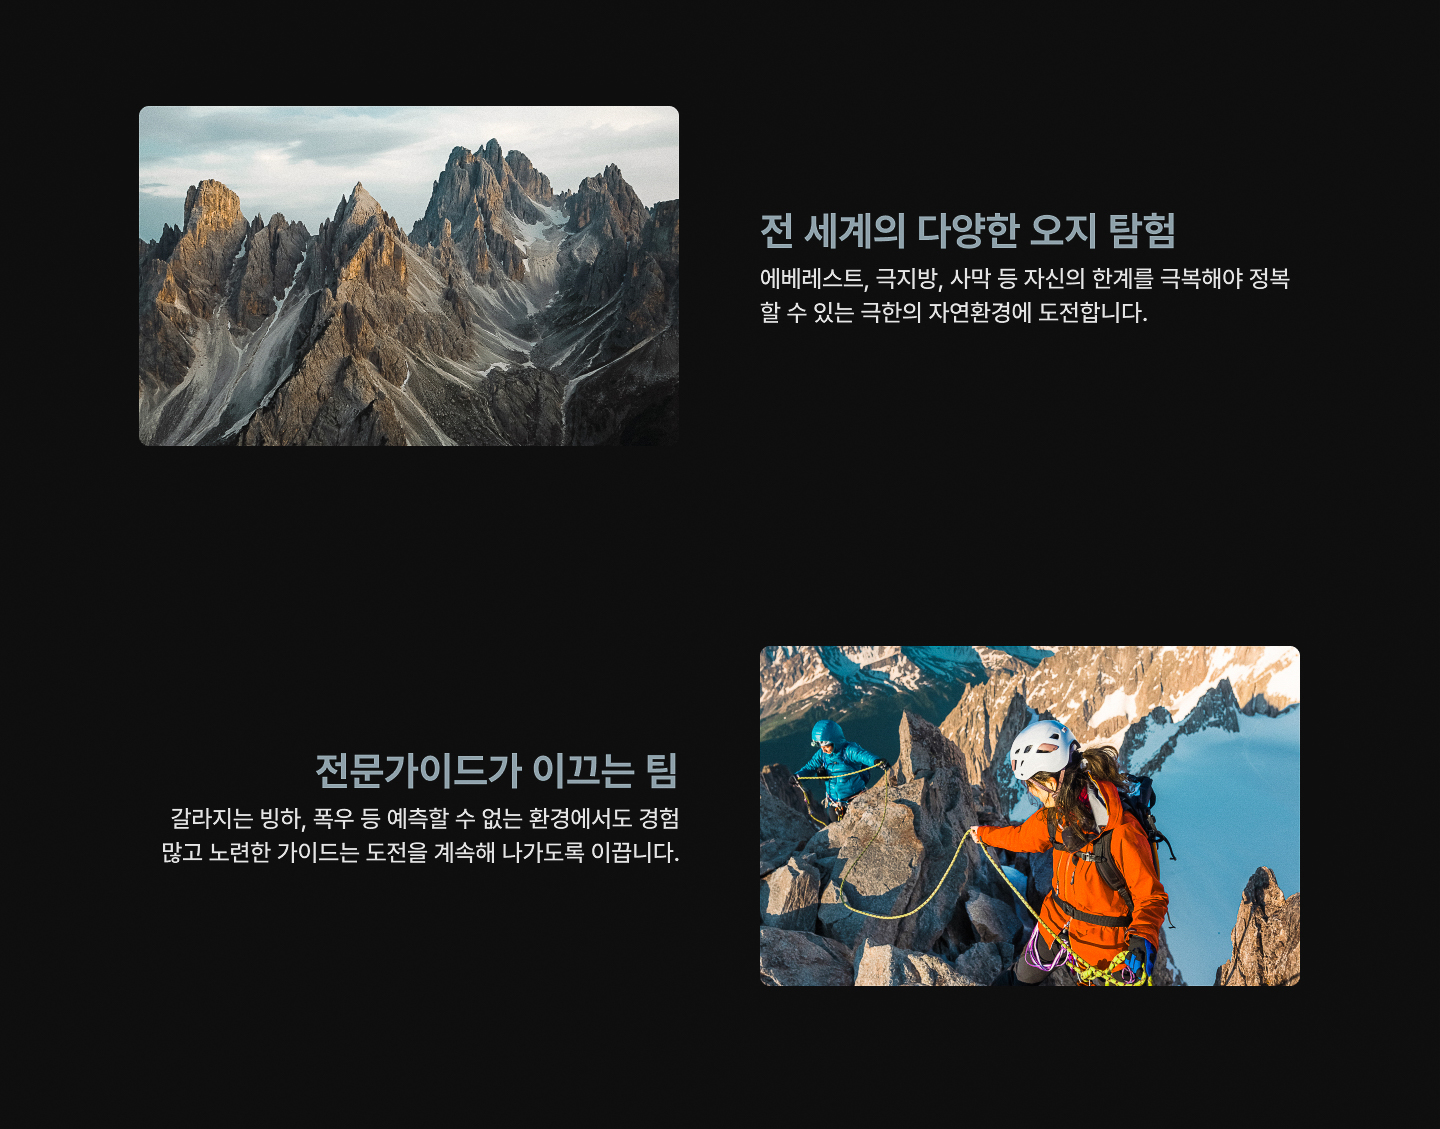 전 세계의 다양한 오지 탐험
에베레스트, 극지방, 사막 등 자신의 한계를 극복해야 정복
할 수 있는 극한의 자연환경에 도전합니다.
전문가이드가 이끄는 팀
갈라지는 빙하, 폭우 등 예측할 수 없는 환경에서도 경험
많고 노련한 가이드는 도전을 계속해 나가도록 이끕니다.